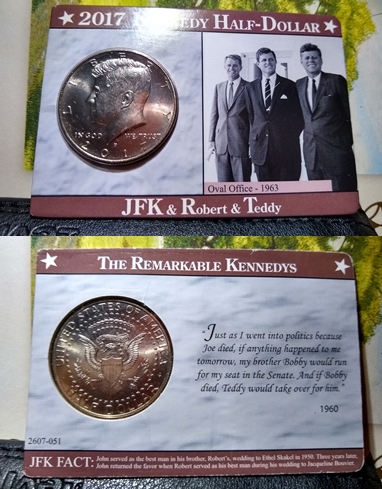 2017 KENNEDY HALF-DOLLAR
LIBERTY
IN GOD WE TRUST
2017
Oval Office - 1963
JFK & Robert & Teddy
THE REMARKABLE KENNEDYS
UNITED STATES OF AMERICA
HALF DOLLAR
"Just as I went into politics because
Joe died, if anything happened to me
tomorrow, my brother Bobby would run
for my seat in the Senate. And if Bobby
died, Teddy would take over for him."
1960
2607-051
JFK FACT: John served as the best man in his brother, Robert's, wedding to Ethel Skakel in 1950. Three years later,
John returned the favor when Robert served as his best man during his wedding to Jacqueline Bouvier.